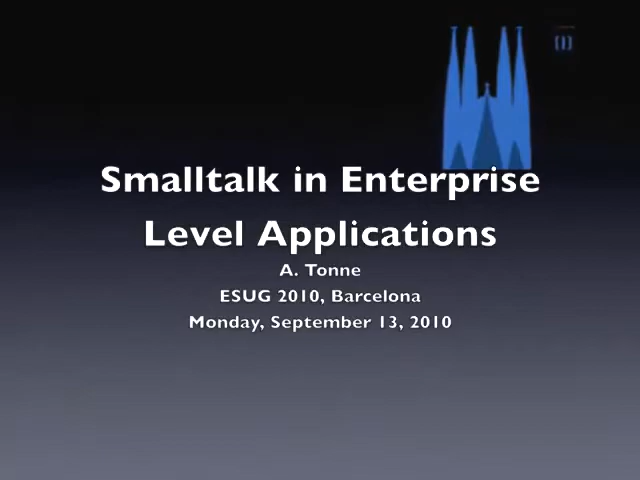 Smalltalk in Enterprise
Level Applications
A. Tonne
ESUG 2010, Barcelona
Monday, September 13, 2010